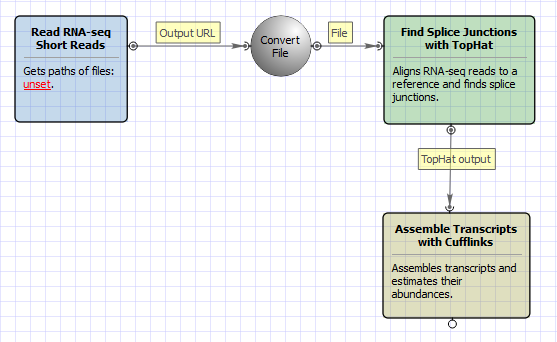 Read RNA-seq
Short Reads
Gets paths of files:
unset.
Output URL
Convert
File
File
Find Splice Junctions
with TopHat
Aligns RNA-seq reads to a
reference and finds splice
junctions.
TopHat output
Assemble Transcripts
with Cufflinks
Assembles transcripts and
estimates their
abundances.